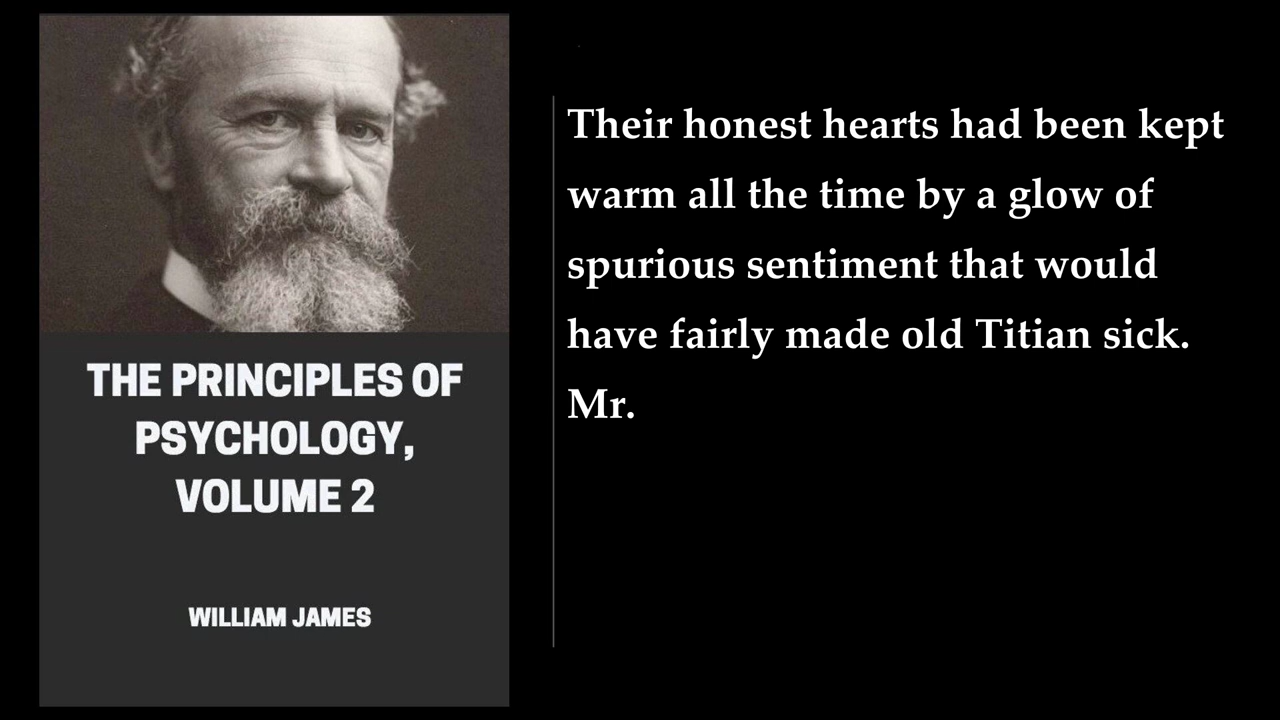 THE PRINCIPLES OF
PSYCHOLOGY,
VOLUME 2
WILLIAM JAMES
Their honest hearts had been kept
warm all the time by a glow of
spurious sentiment that would
have fairly made old Titian sick.
Mr.